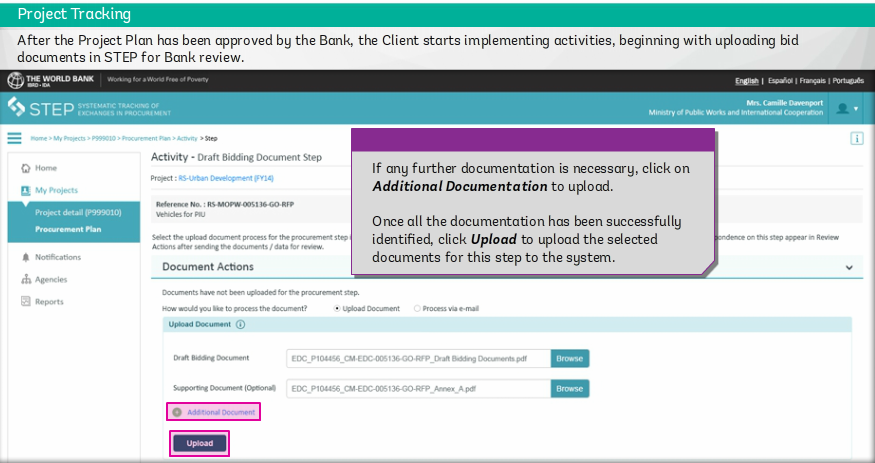 Project Tracking
After the Project Plan has been approved by the Bank, the Client starts implementing activities, beginning with uploading bid
documents in STEP for Bank review.
THE WORLD BANK
IBRD • IDA
Working for a World Free of Poverty
English | Español | Français | Português
STEP SYSTEMATIC TRACKING OF
EXCHANGES IN PROCUREMENT
Mrs. Camille Davenport
Ministry of Public Works and International Cooperation
Home > My Projects > P999010 > Procurement Plan > Activity > Step
Home
My Projects
Project detail (P999010)
Procurement Plan
Notifications
Agencies
Reports
Activity - Draft Bidding Document Step
Project : RS-Urban Development (FY14)
Reference No. : RS-MOPW-005136-GO-RFP
Vehicles for PIU
If any further documentation is necessary, click on
Additional Documentation to upload.
Once all the documentation has been successfully
identified, click Upload to upload the selected
documents for this step to the system.
Select the upload document process for the procurement step
pondence on this step appear in Review
Actions after sending the documents / data for review.
Document Actions
Documents have not been uploaded for the procurement step.
How would you like to process the document? Upload Document Process via e-mail
Upload Document
Draft Bidding Document EDC_P104456_CM-EDC-005136-GO-RFP_Draft Bidding Documents.pdf Browse
Supporting Document (Optional) EDC_P104456_CM-EDC-005136-GO-RFP_Annex_A.pdf Browse
Additional Document
Upload